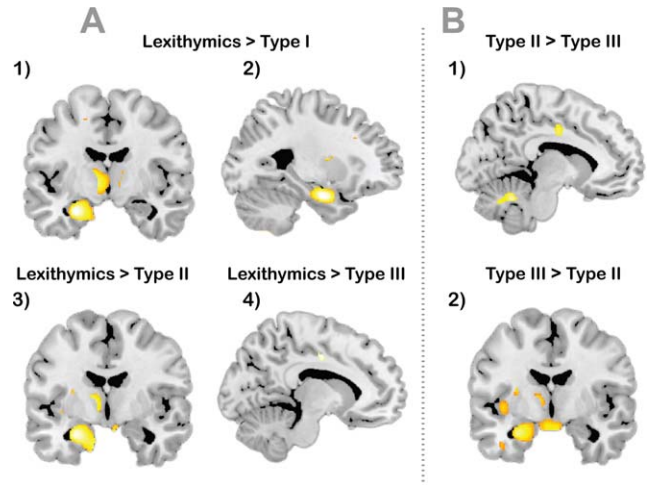 A
B
Lexithymics > Type I
Type II > Type III
1)
2)
1)
Lexithymics > Type II
Lexithymics > Type III
Type III > Type II
3)
4)
2)